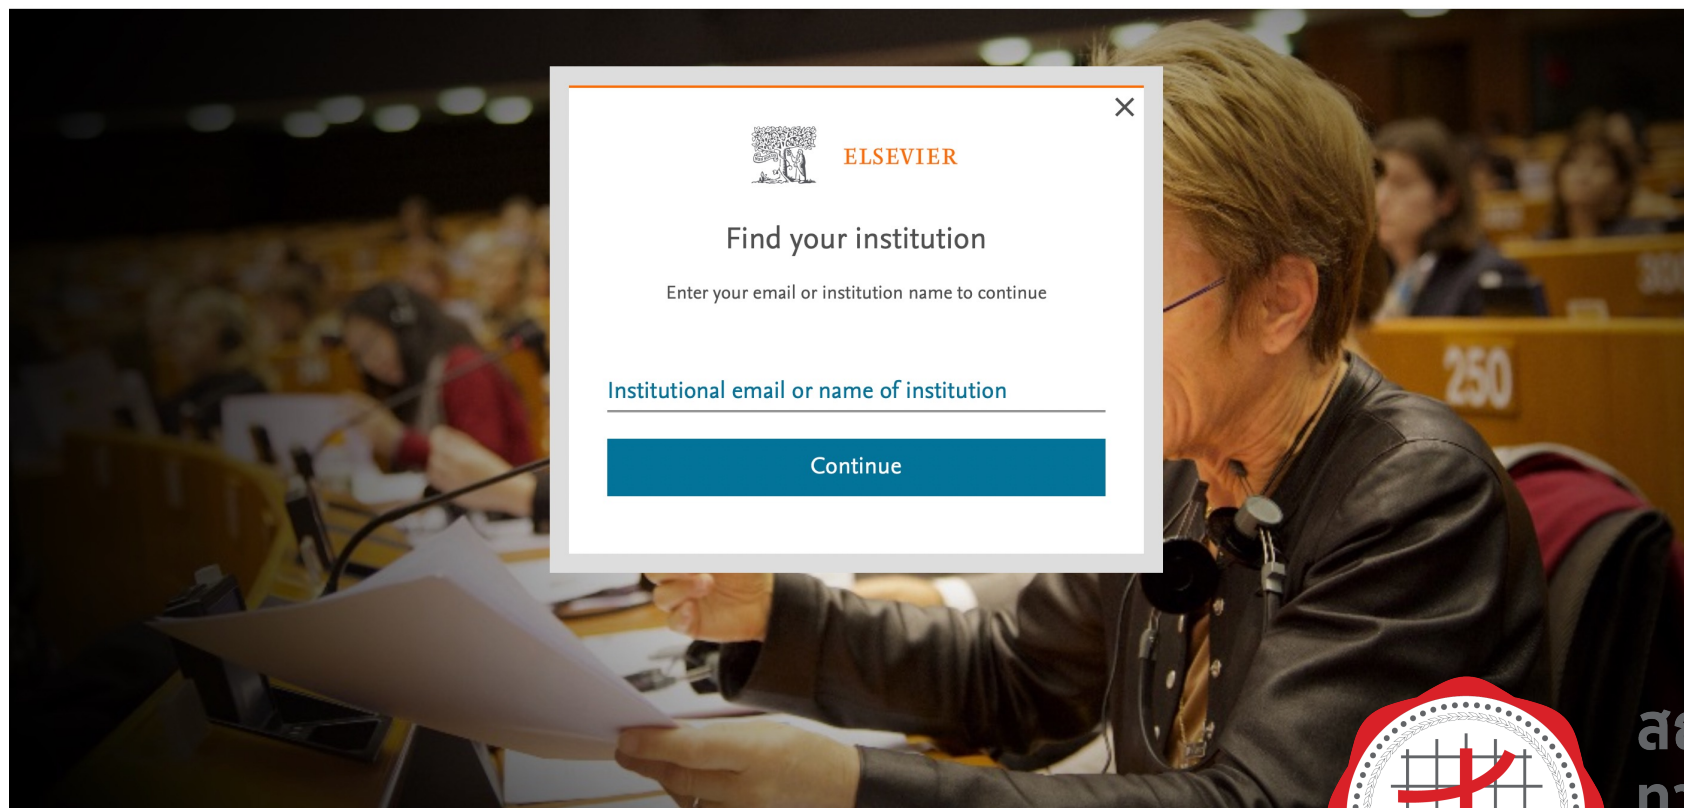 ELSEVIER
Find your institution
Enter your email or institution name to continue
Institutional email or name of institution
Continue
250